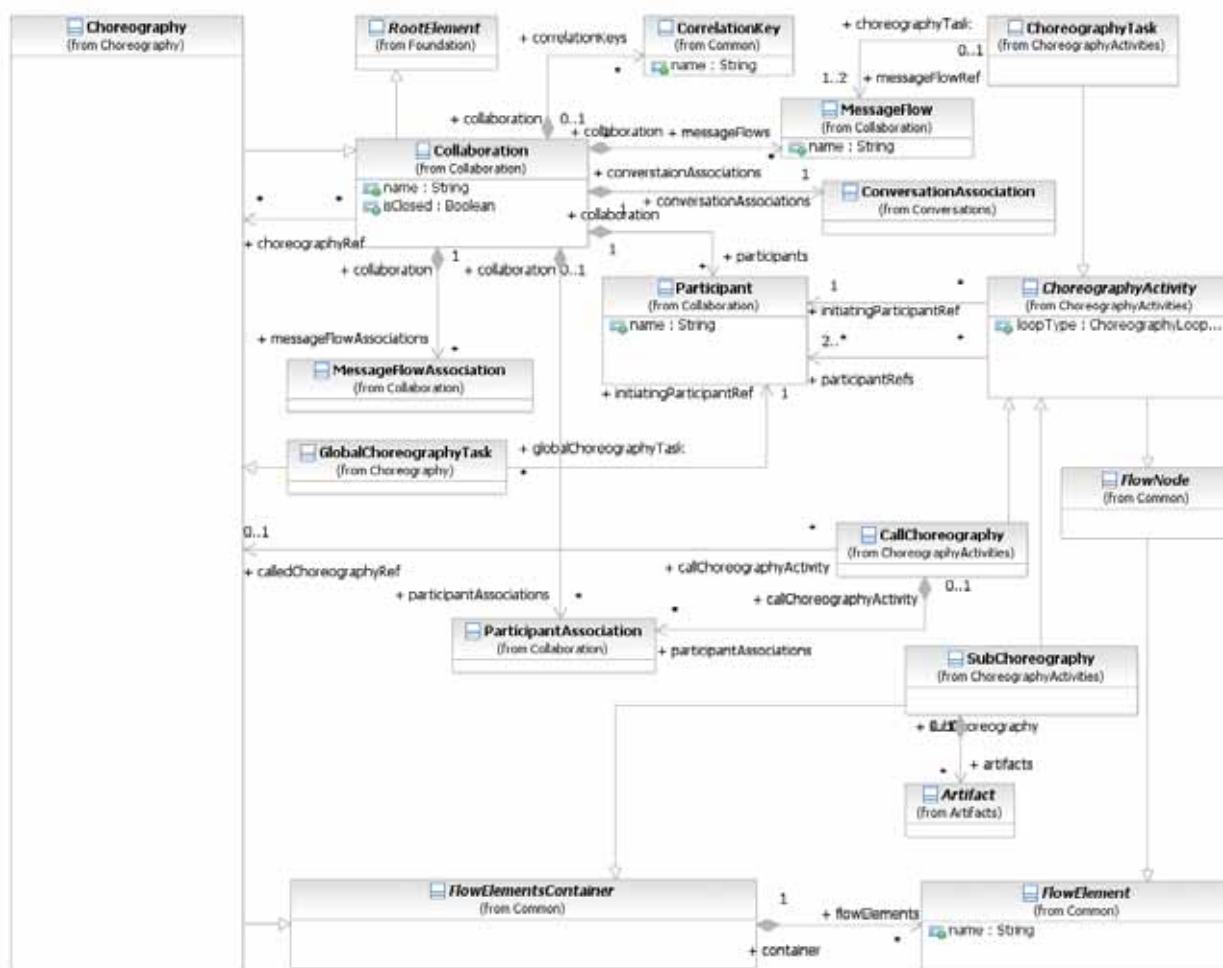 Choreography
(from Choreography)
RootElement
(from Foundation)
+ correlationKeys
*
CorrelationKey
(from Common)
name : String
+ choreographyTask
0..1
ChoreographyTask
(from ChoreographyActivities)
1..2
+ messageFlowRef
MessageFlow
(from Collaboration)
name : String
+ collaboration
0..1
+ collaboration
+ messageFlows
*
Collaboration
(from Collaboration)
name : String
isClosed : Boolean
+ converstaionAssociations
1
+ conversationAssociations
1
ConversationAssociation
(from Conversations)
+ collaboration
1
*
*
+ choreographyRef
+ collaboration
1
+ collaboration
0..1
+ participants
*
Participant
(from Collaboration)
name : String
1
*
+ initiatingParticipantRef
2..*
*
+ participantRefs
ChoreographyActivity
(from ChoreographyActivities)
loopType : ChoreographyLoop...
+ messageFlowAssociations
*
MessageFlowAssociation
(from Collaboration)
+ initiatingParticipantRef
1
GlobalChoreographyTask
(from Choreography)
+ globalChoreographyTask
*
FlowNode
(from Common)
0..1
+ calledChoreographyRef
*
+ callChoreographyActivity
CallChoreography
(from ChoreographyActivities)
0..1
+ callChoreographyActivity
+ participantAssociations
*
*
+ participantAssociations
ParticipantAssociation
(from Collaboration)
SubChoreography
(from ChoreographyActivities)
+ artifacts
*
Artifact
(from Artifacts)
FlowElementsContainer
(from Common)
1
+ container
+ flowElements
*
FlowElement
(from Common)
name : String